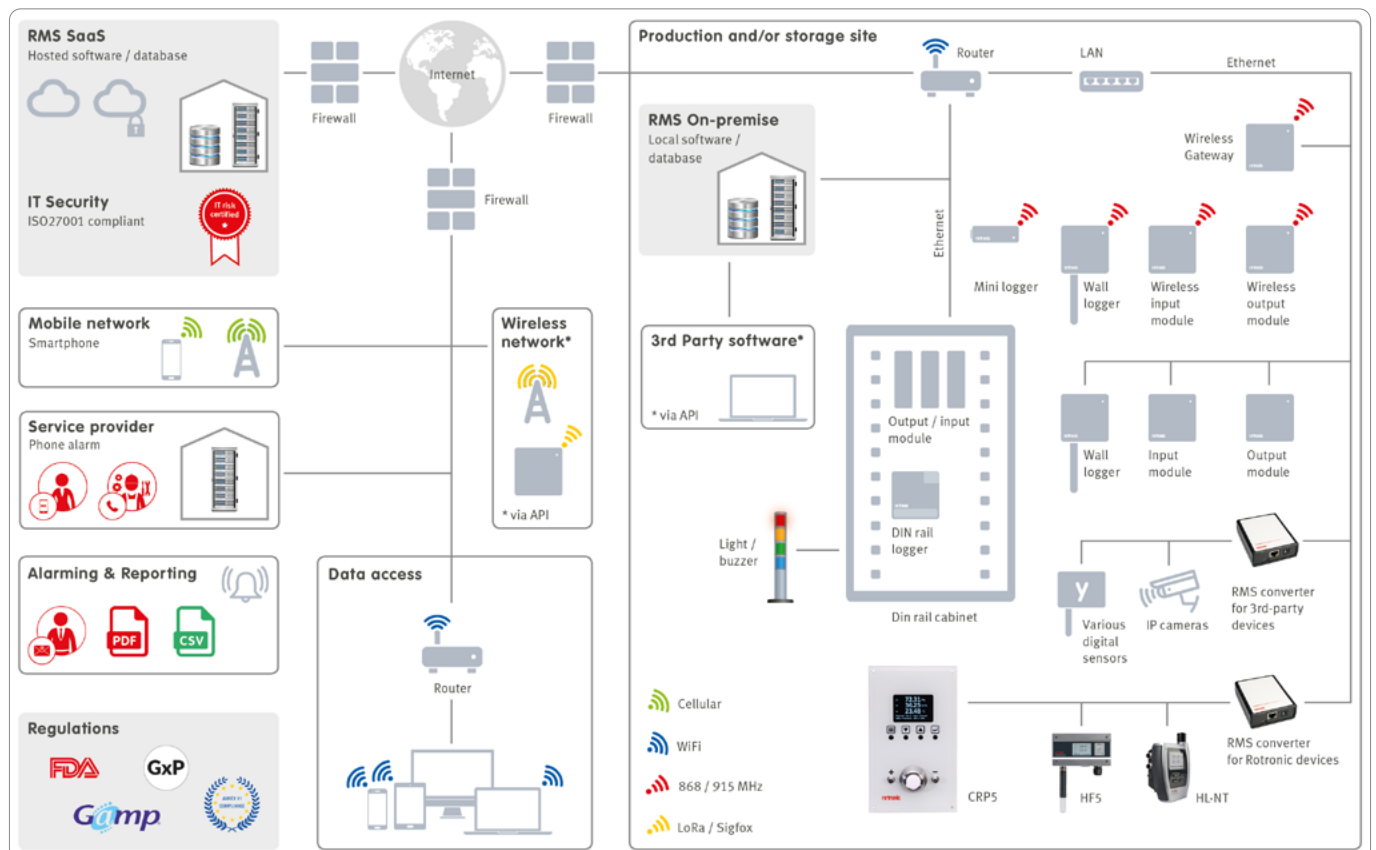 RMS SaaS
Hosted software / database
IT Security
ISO27001 compliant
IT risk
certified
Firewall
Internet
Firewall
Firewall
Mobile network
Smartphone
Wireless
network*
* via API
Service provider
Phone alarm
Alarming & Reporting
PDF
CSV
Data access
Router
Regulations
FDA
GxP
Gamp
Production and/or storage site
Router
LAN
Ethernet
RMS On-premise
Local software /
database
Wireless
Gateway
Ethernet
Mini logger
Wall
logger
Wireless
input
module
Wireless
output
module
3rd Party software*
* via API
Output / input
module
DIN rail
logger
Din rail cabinet
Light /
buzzer
Wall
logger
Input
module
Output
module
y
Various
digital
sensors
IP cameras
RMS converter
for 3rd-party
devices
Cellular
WiFi
868 / 915 MHz
LoRa / Sigfox
CRP5
HF5
HL-NT
RMS converter
for Rotronic devices